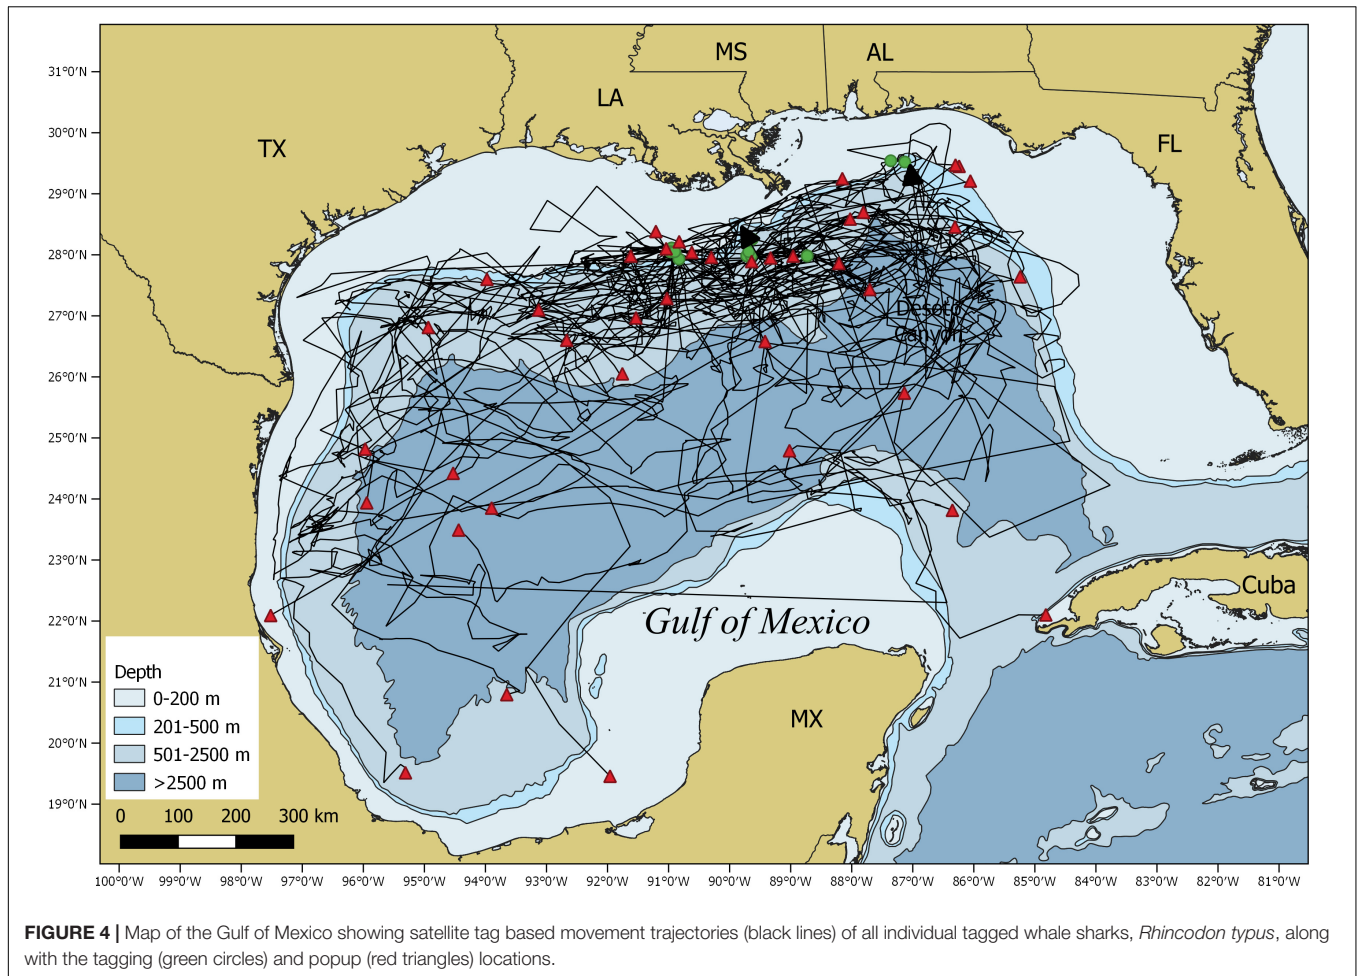 MS
AL
LA
TX
FL
31°0'N
30°0'N
29°0'N
28°0'N
27°0'N
26°0'N
25°0'N
24°0'N
23°0'N
22°0'N
21°0'N
20°0'N
19°0'N
Desoto
Canyon
Cuba
Gulf of Mexico
MX
Depth
0-200 m
201-500 m
501-2500 m
>2500 m
0 100 200 300 km
100°0'W 99°0'W 98°0'W 97°0'W 96°0'W 95°0'W 94°0'W 93°0'W 92°0'W 91°0'W 90°0'W 89°0'W 88°0'W 87°0'W 86°0'W 85°0'W 84°0'W 83°0'W 82°0'W 81°0'W
FIGURE 4 | Map of the Gulf of Mexico showing satellite tag based movement trajectories (black lines) of all individual tagged whale sharks, Rhincodon typus, along
with the tagging (green circles) and popup (red triangles) locations.